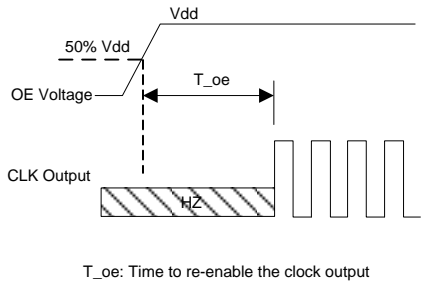 Vdd
50% Vdd
T_oe
OE Voltage
CLK Output
HZ
T_oe: Time to re-enable the clock output